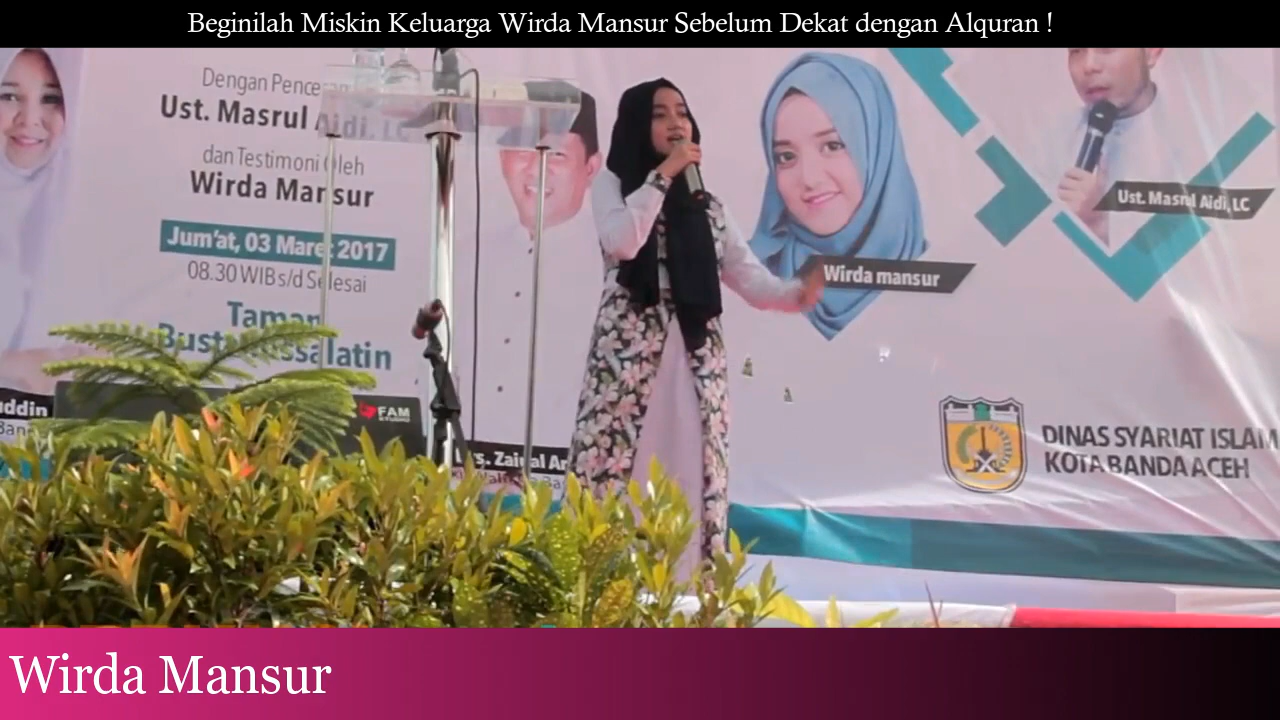 Beginilah Miskin Keluarga Wirda Mansur Sebelum Dekat dengan Alquran !
Dengan
Ust. Masrul Aidi, Lc
dan Testimoni Oleh
Wirda Mansur
Jum'at, 03 Maret 2017
08.30 WIB s/d Selesai
Taman
Bustanussalatin
Wirda mansur
Ust. Masrul Aidi, LC
FAM
STUDIO
DINAS SYARIAT ISLAM
KOTA BANDA ACEH
Wirda Mansur